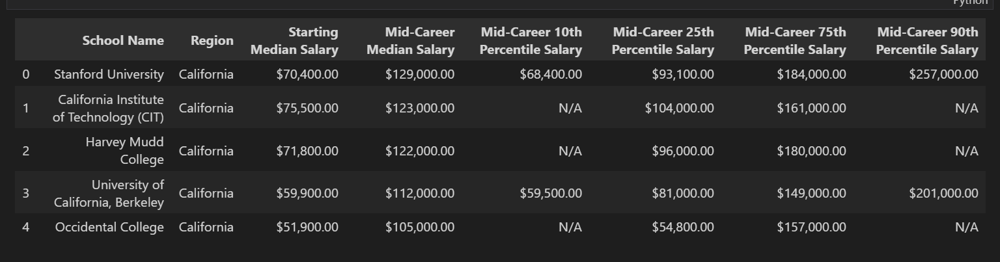 Python
School Name Region Starting Median Salary Mid-Career Median Salary Mid-Career 10th Percentile Salary Mid-Career 25th Percentile Salary Mid-Career 75th Percentile Salary Mid-Career 90th Percentile Salary
0 Stanford University California $70,400.00 $129,000.00 $68,400.00 $93,100.00 $184,000.00 $257,000.00
1 California Institute of Technology (CIT) California $75,500.00 $123,000.00 N/A $104,000.00 $161,000.00 N/A
2 Harvey Mudd College California $71,800.00 $122,000.00 N/A $96,000.00 $180,000.00 N/A
3 University of California, Berkeley California $59,900.00 $112,000.00 $59,500.00 $81,000.00 $149,000.00 $201,000.00
4 Occidental College California $51,900.00 $105,000.00 N/A $54,800.00 $157,000.00 N/A